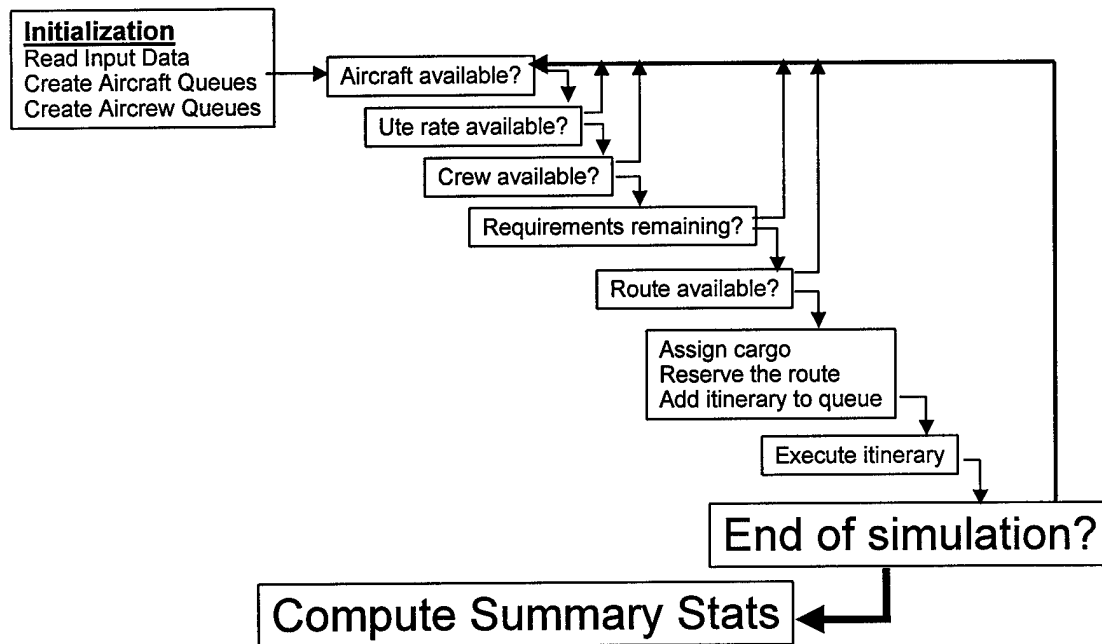 Initialization
Read Input Data
Create Aircraft Queues
Create Aircrew Queues
Aircraft available?
Ute rate available?
Crew available?
Requirements remaining?
Route available?
Assign cargo
Reserve the route
Add itinerary to queue
Execute itinerary
End of simulation?
Compute Summary Stats